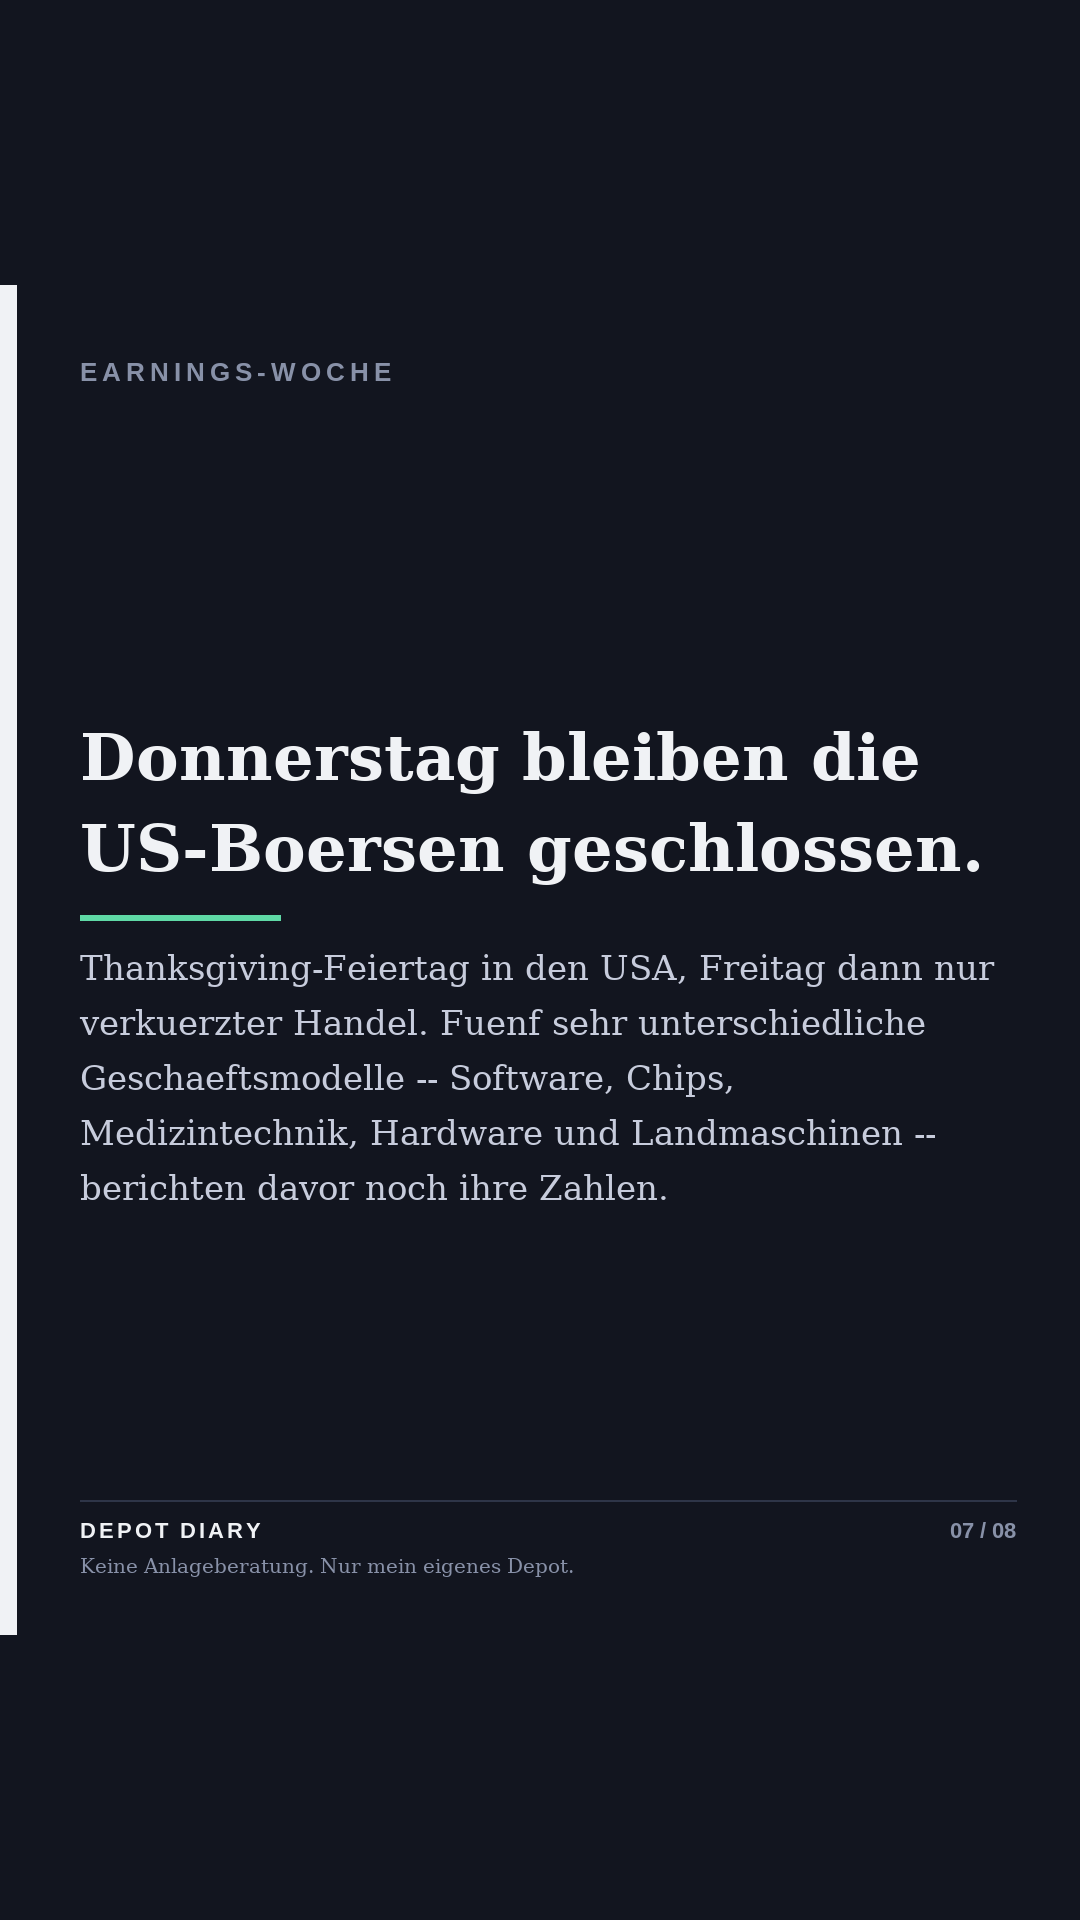 EARNINGS-WOCHE
Donnerstag bleiben die
US-Boersen geschlossen.
Thanksgiving-Feiertag in den USA, Freitag dann nur
verkuerzter Handel. Fuenf sehr unterschiedliche
Geschaeftsmodelle -- Software, Chips,
Medizintechnik, Hardware und Landmaschinen --
berichten davor noch ihre Zahlen.
DEPOT DIARY
07 / 08
Keine Anlageberatung. Nur mein eigenes Depot.